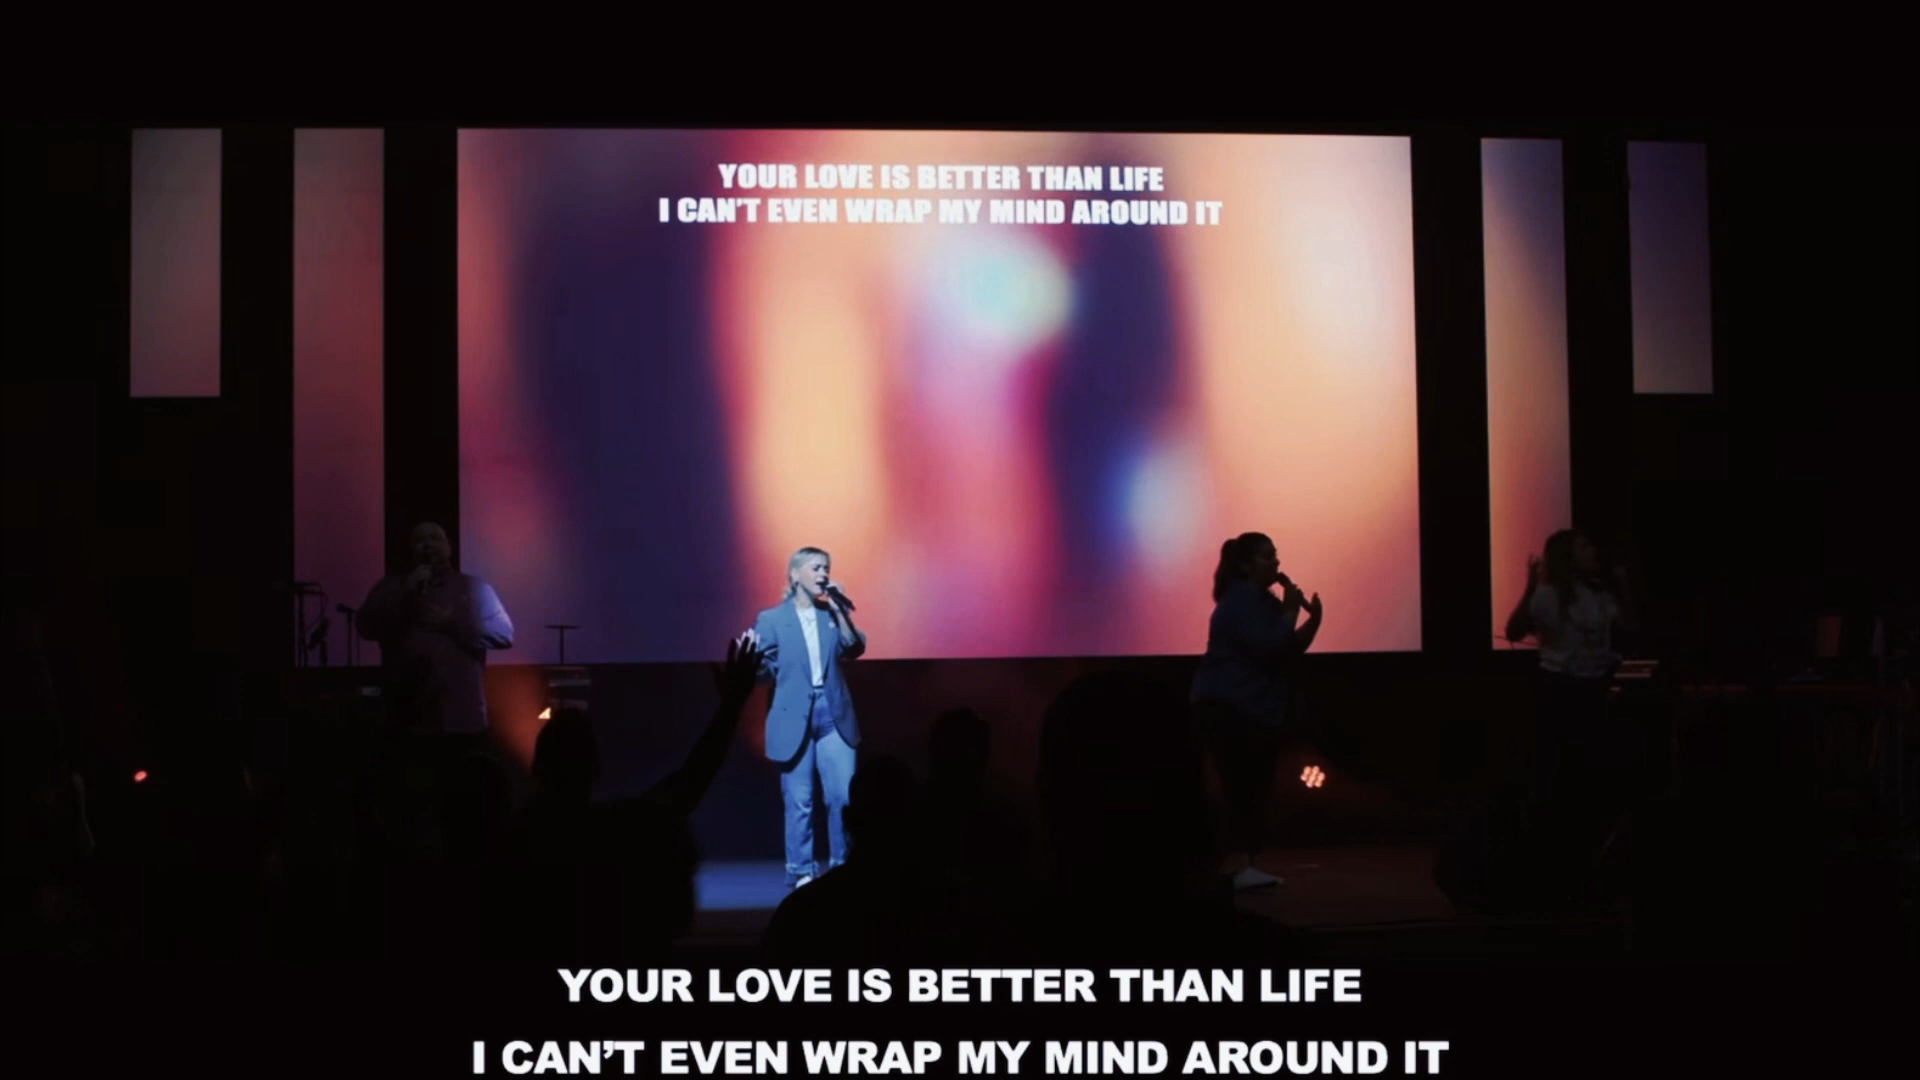 YOUR LOVE IS BETTER THAN LIFE
I CAN'T EVEN WRAP MY MIND AROUND IT
YOUR LOVE IS BETTER THAN LIFE
I CAN’T EVEN WRAP MY MIND AROUND IT